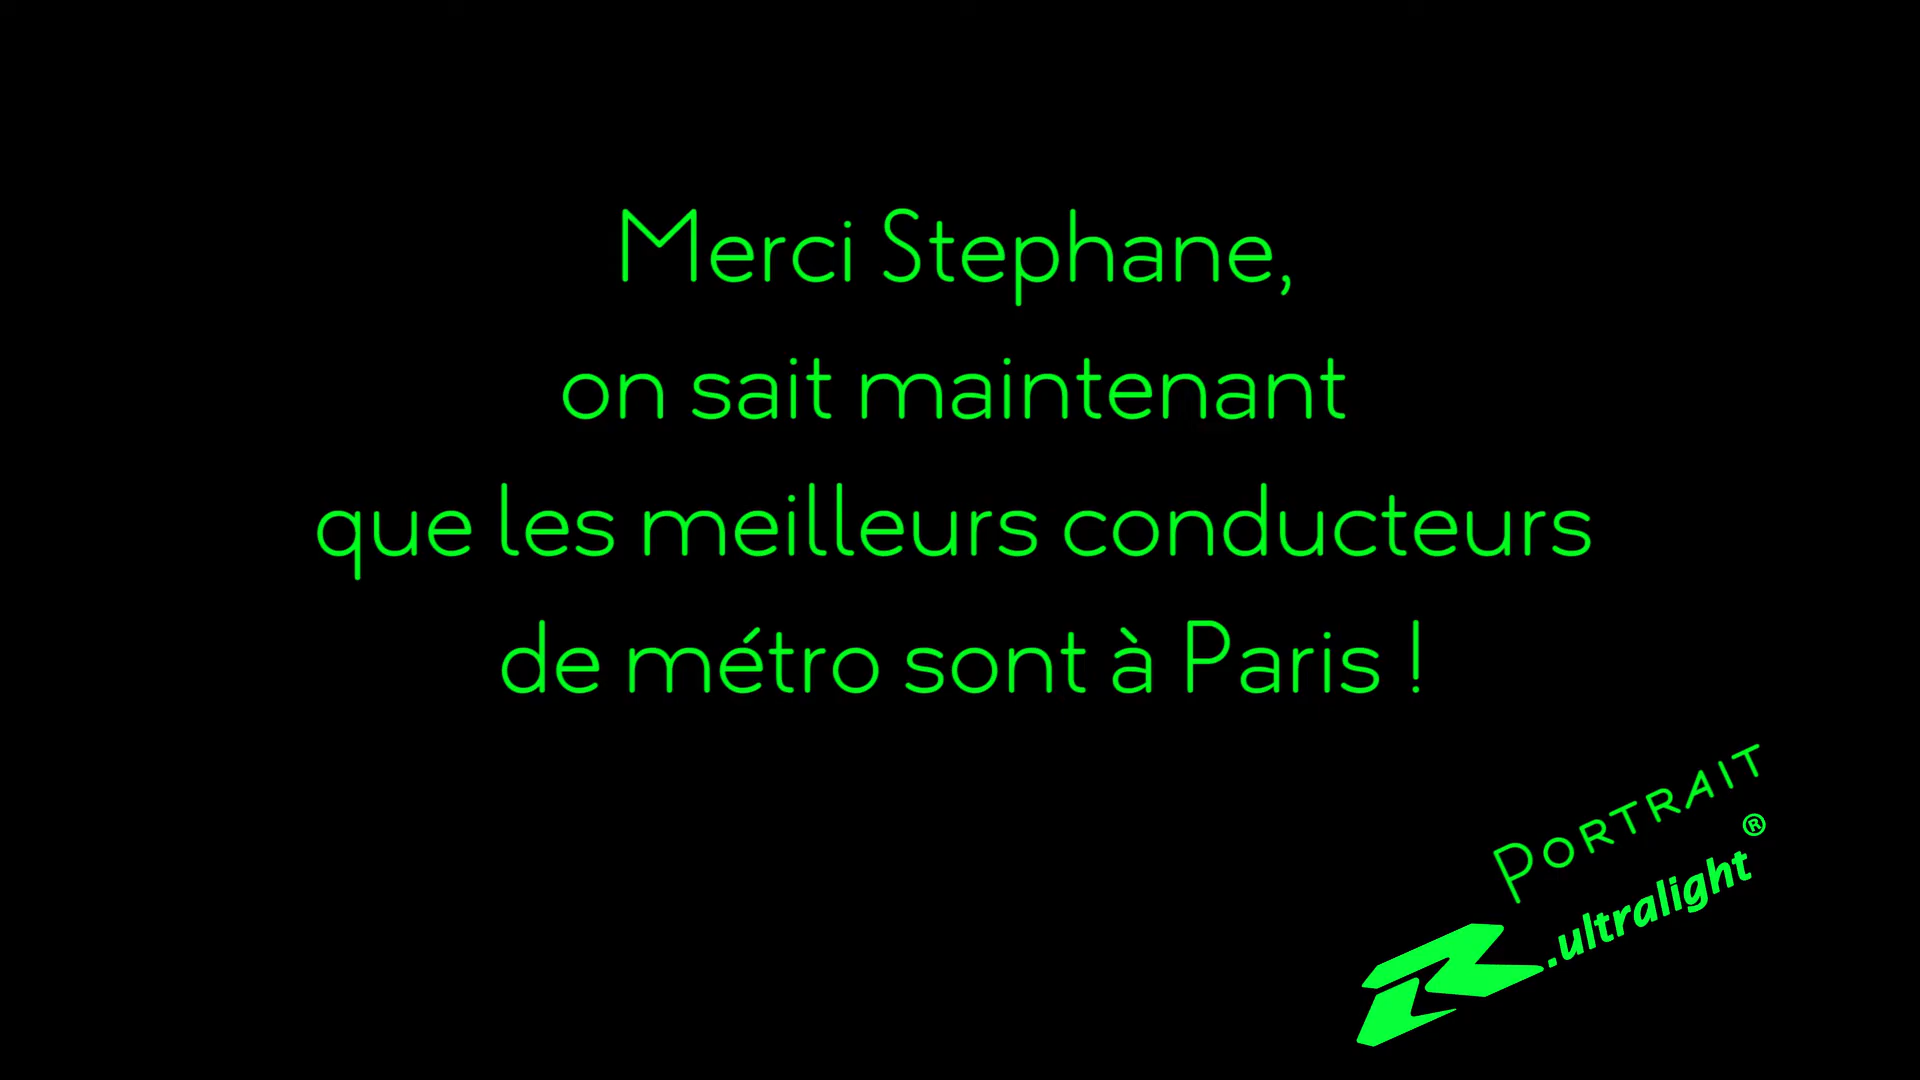 Merci Stephane,
on sait maintenant
que les meilleurs conducteurs
de métro sont à Paris !
PORTRAIT
R.ultralight®